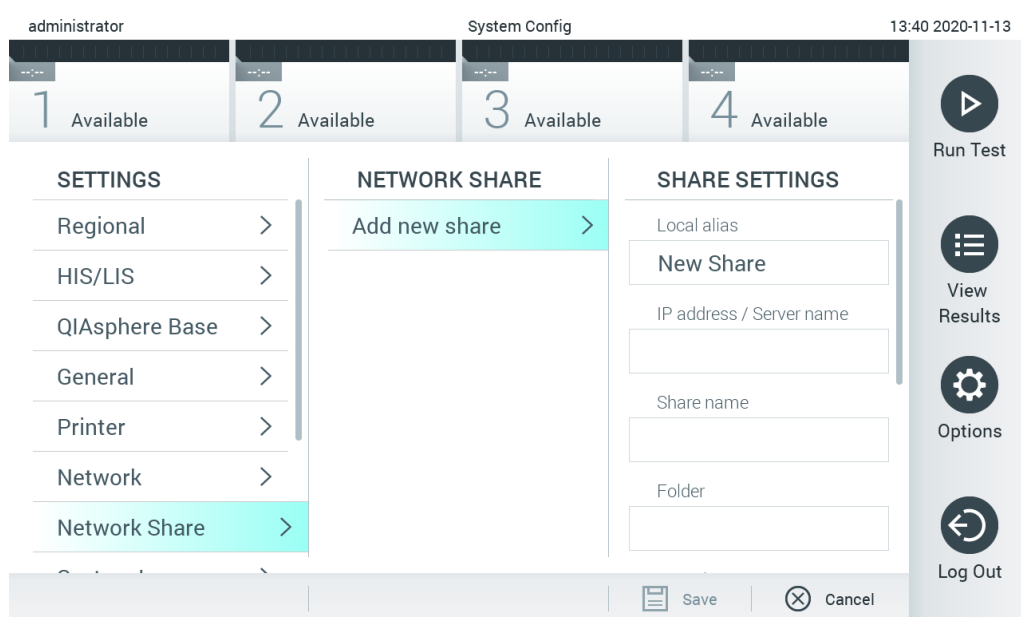 administrator
System Config
13:40 2020-11-13
--:--
1 Available
--:--
2 Available
--:--
3 Available
--:--
4 Available
SETTINGS
Regional
HIS/LIS
QIAsphere Base
General
Printer
Network
Network Share
NETWORK SHARE
Add new share
SHARE SETTINGS
Local alias
New Share
IP address / Server name
Share name
Folder
Save
Cancel
Run Test
View
Results
Options
Log Out